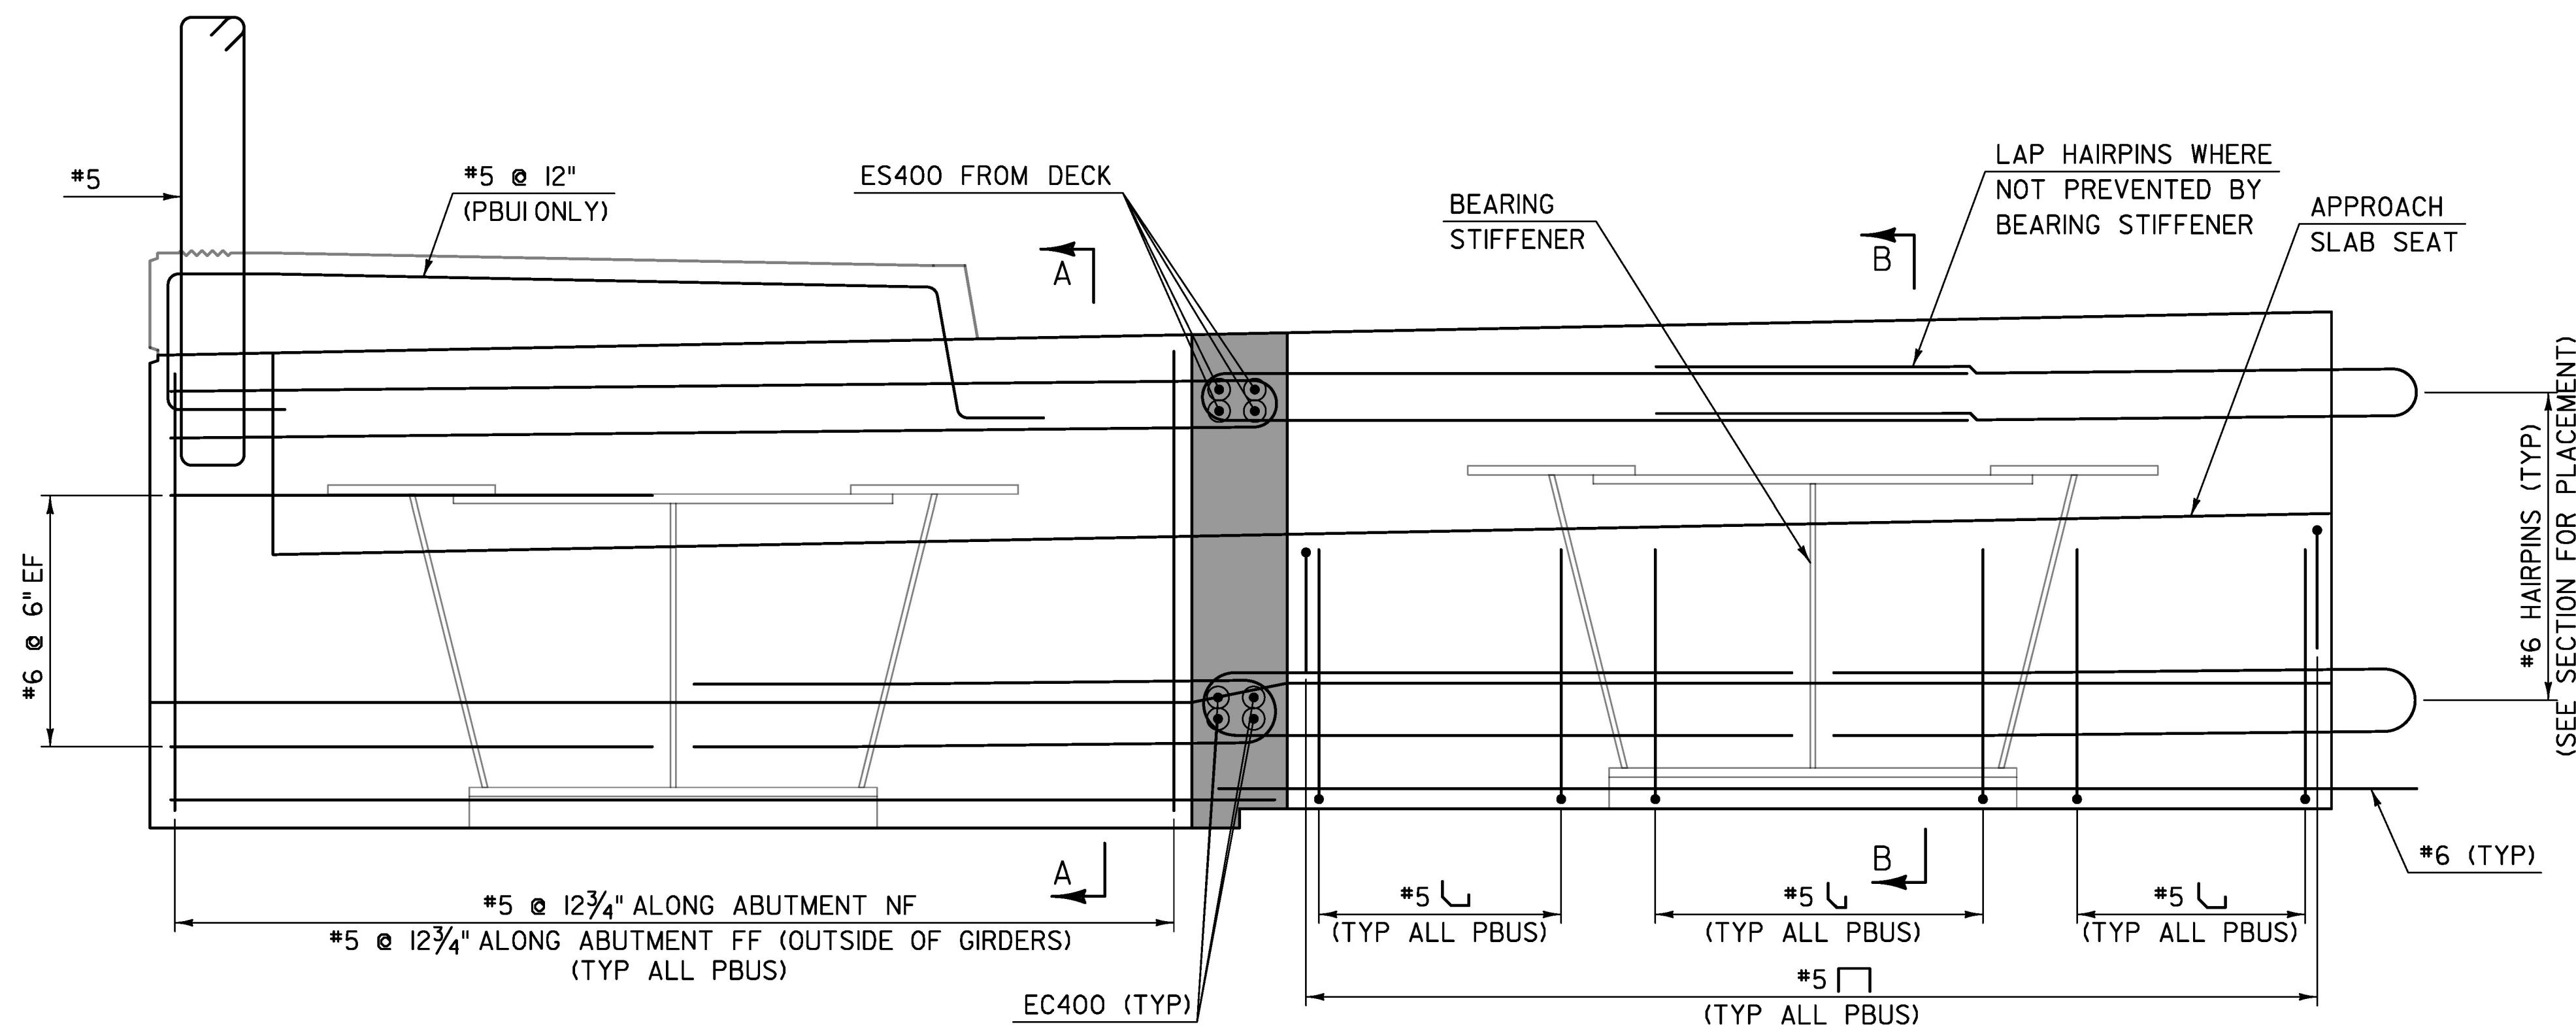 #5
#5 @ 12"
(PBU1 ONLY)
ES400 FROM DECK
BEARING
STIFFENER
LAP HAIRPINS WHERE
NOT PREVENTED BY
BEARING STIFFENER
APPROACH
SLAB SEAT
A
B
#6 @ 6" EF
#6 HAIRPINS (TYP)
(SEE SECTION FOR PLACEMENT)
A
B
#6 (TYP)
#5 @ 12¾" ALONG ABUTMENT NF
#5 @ 12¾" ALONG ABUTMENT FF (OUTSIDE OF GIRDERS)
(TYP ALL PBUS)
#5
(TYP ALL PBUS)
#5
(TYP ALL PBUS)
#5
(TYP ALL PBUS)
#5
(TYP ALL PBUS)
EC400 (TYP)